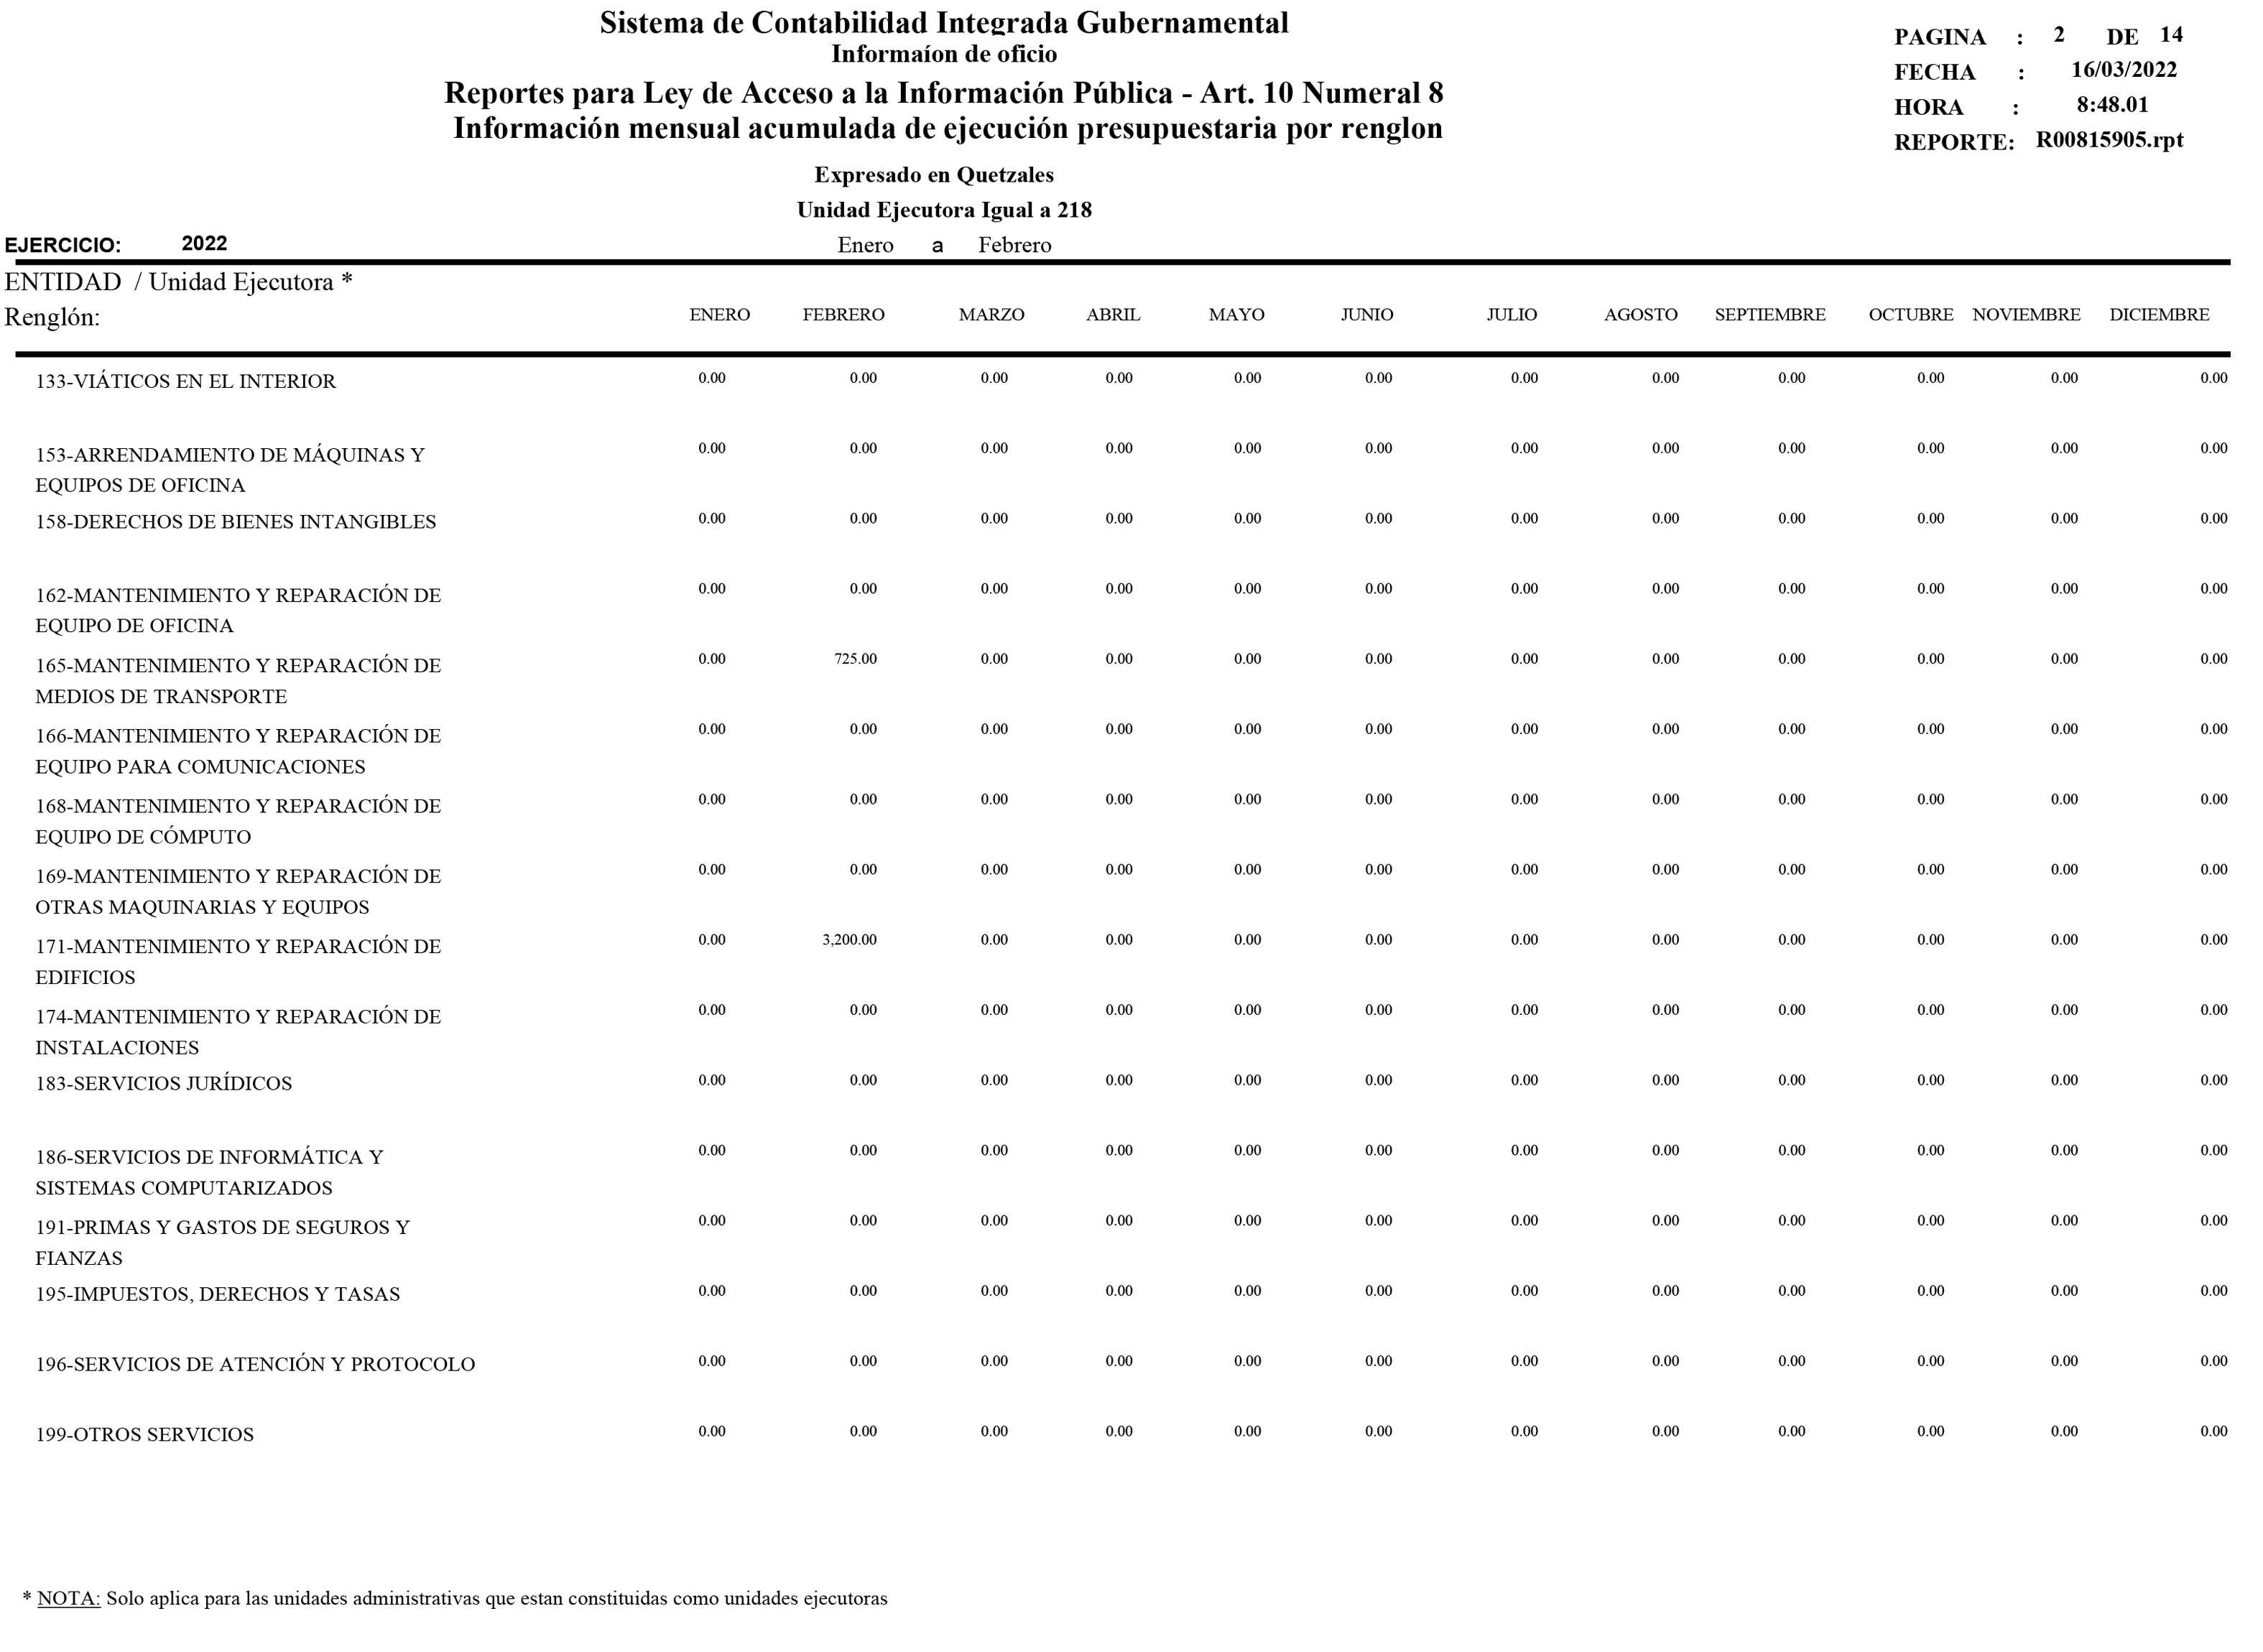 Sistema de Contabilidad Integrada Gubernamental
Informaíon de oficio
Reportes para Ley de Acceso a la Información Pública - Art. 10 Numeral 8
Información mensual acumulada de ejecución presupuestaria por renglon
Expresado en Quetzales
Unidad Ejecutora Igual a 218
PAGINA : 2 DE 14
FECHA : 16/03/2022
HORA : 8:48.01
REPORTE: R00815905.rpt
EJERCICIO: 2022 Enero a Febrero
ENTIDAD / Unidad Ejecutora *
Renglón: ENERO FEBRERO MARZO ABRIL MAYO JUNIO JULIO AGOSTO SEPTIEMBRE OCTUBRE NOVIEMBRE DICIEMBRE
133-VIÁTICOS EN EL INTERIOR 0.00 0.00 0.00 0.00 0.00 0.00 0.00 0.00 0.00 0.00 0.00 0.00
153-ARRENDAMIENTO DE MÁQUINAS Y 0.00 0.00 0.00 0.00 0.00 0.00 0.00 0.00 0.00 0.00 0.00 0.00
EQUIPOS DE OFICINA
158-DERECHOS DE BIENES INTANGIBLES 0.00 0.00 0.00 0.00 0.00 0.00 0.00 0.00 0.00 0.00 0.00 0.00
162-MANTENIMIENTO Y REPARACIÓN DE 0.00 0.00 0.00 0.00 0.00 0.00 0.00 0.00 0.00 0.00 0.00 0.00
EQUIPO DE OFICINA
165-MANTENIMIENTO Y REPARACIÓN DE 0.00 725.00 0.00 0.00 0.00 0.00 0.00 0.00 0.00 0.00 0.00 0.00
MEDIOS DE TRANSPORTE
166-MANTENIMIENTO Y REPARACIÓN DE 0.00 0.00 0.00 0.00 0.00 0.00 0.00 0.00 0.00 0.00 0.00 0.00
EQUIPO PARA COMUNICACIONES
168-MANTENIMIENTO Y REPARACIÓN DE 0.00 0.00 0.00 0.00 0.00 0.00 0.00 0.00 0.00 0.00 0.00 0.00
EQUIPO DE CÓMPUTO
169-MANTENIMIENTO Y REPARACIÓN DE 0.00 0.00 0.00 0.00 0.00 0.00 0.00 0.00 0.00 0.00 0.00 0.00
OTRAS MAQUINARIAS Y EQUIPOS
171-MANTENIMIENTO Y REPARACIÓN DE 0.00 3,200.00 0.00 0.00 0.00 0.00 0.00 0.00 0.00 0.00 0.00 0.00
EDIFICIOS
174-MANTENIMIENTO Y REPARACIÓN DE 0.00 0.00 0.00 0.00 0.00 0.00 0.00 0.00 0.00 0.00 0.00 0.00
INSTALACIONES
183-SERVICIOS JURÍDICOS 0.00 0.00 0.00 0.00 0.00 0.00 0.00 0.00 0.00 0.00 0.00 0.00
186-SERVICIOS DE INFORMÁTICA Y 0.00 0.00 0.00 0.00 0.00 0.00 0.00 0.00 0.00 0.00 0.00 0.00
SISTEMAS COMPUTARIZADOS
191-PRIMAS Y GASTOS DE SEGUROS Y 0.00 0.00 0.00 0.00 0.00 0.00 0.00 0.00 0.00 0.00 0.00 0.00
FIANZAS
195-IMPUESTOS, DERECHOS Y TASAS 0.00 0.00 0.00 0.00 0.00 0.00 0.00 0.00 0.00 0.00 0.00 0.00
196-SERVICIOS DE ATENCIÓN Y PROTOCOLO 0.00 0.00 0.00 0.00 0.00 0.00 0.00 0.00 0.00 0.00 0.00 0.00
199-OTROS SERVICIOS 0.00 0.00 0.00 0.00 0.00 0.00 0.00 0.00 0.00 0.00 0.00 0.00
* NOTA: Solo aplica para las unidades administrativas que estan constituidas como unidades ejecutoras